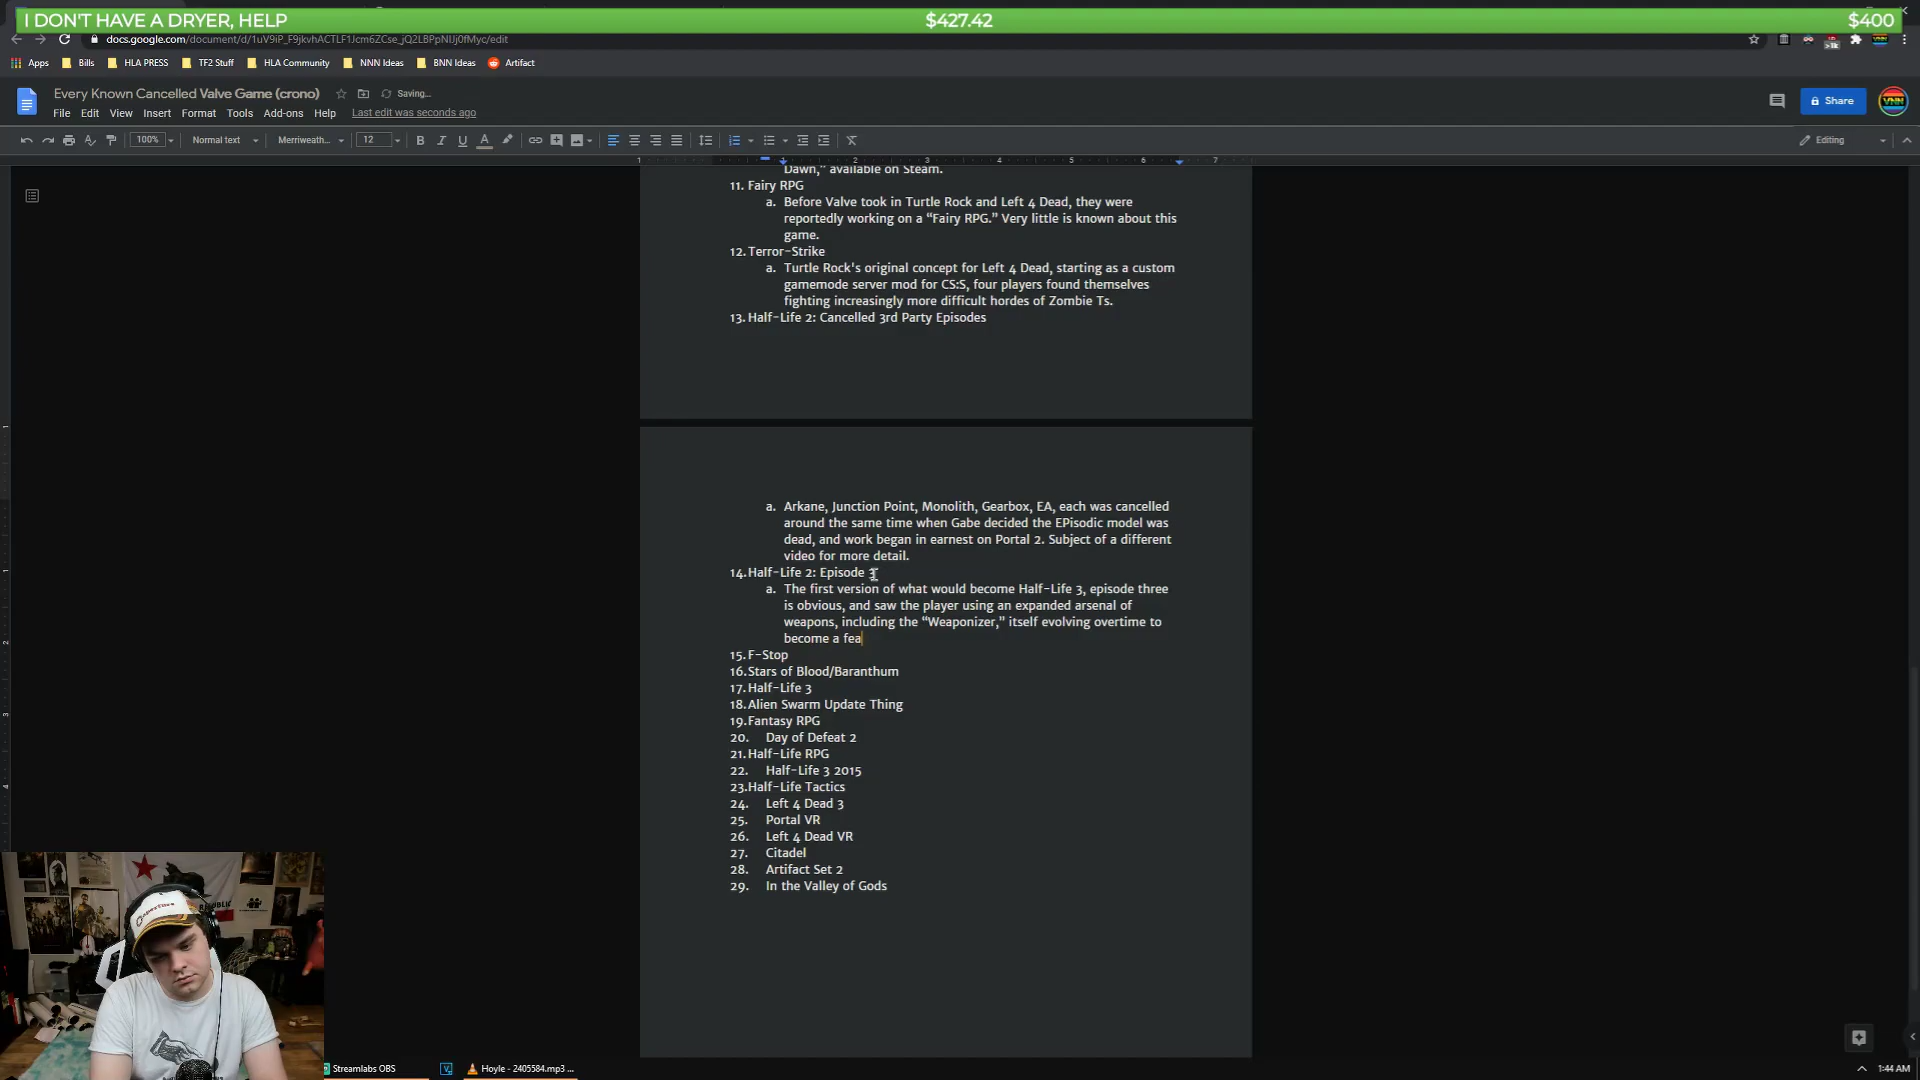 I DON'T HAVE A DRYER, HELP $427.42 $400
docs.google.com/document/d/1uV9iP_F9jkvhACTLF1Jcm6ZCse_jQ2LBPpNIJj0fMyc/edit
Apps Bills HLA PRESS TF2 Stuff HLA Community NNN Ideas BNN Ideas Artifact
Every Known Cancelled Valve Game (crono) Saving...
File Edit View Insert Format Tools Add-ons Help Last edit was seconds ago
Share
VNN
100% Normal text Merriweath... 12 B I U A Editing
1 1 2 3 4 5 6 7
Dawn,” available on Steam.
11. Fairy RPG
a. Before Valve took in Turtle Rock and Left 4 Dead, they were
reportedly working on a “Fairy RPG.” Very little is known about this
game.
12. Terror-Strike
a. Turtle Rock's original concept for Left 4 Dead, starting as a custom
gamemode server mod for CS:S, four players found themselves
fighting increasingly more difficult hordes of Zombie Ts.
13. Half-Life 2: Cancelled 3rd Party Episodes
a. Arkane, Junction Point, Monolith, Gearbox, EA, each was cancelled
around the same time when Gabe decided the EPisodic model was
dead, and work began in earnest on Portal 2. Subject of a different
video for more detail.
14. Half-Life 2: Episode 3
a. The first version of what would become Half-Life 3, episode three
is obvious, and saw the player using an expanded arsenal of
weapons, including the “Weaponizer,” itself evolving overtime to
become a fea
15. F-Stop
16. Stars of Blood/Baranthum
17. Half-Life 3
18. Alien Swarm Update Thing
19. Fantasy RPG
20. Day of Defeat 2
21. Half-Life RPG
22. Half-Life 3 2015
23. Half-Life Tactics
24. Left 4 Dead 3
25. Portal VR
26. Left 4 Dead VR
27. Citadel
28. Artifact Set 2
29. In the Valley of Gods
Streamlabs OBS Hoyle - 2405584.mp3 ... 1:44 AM